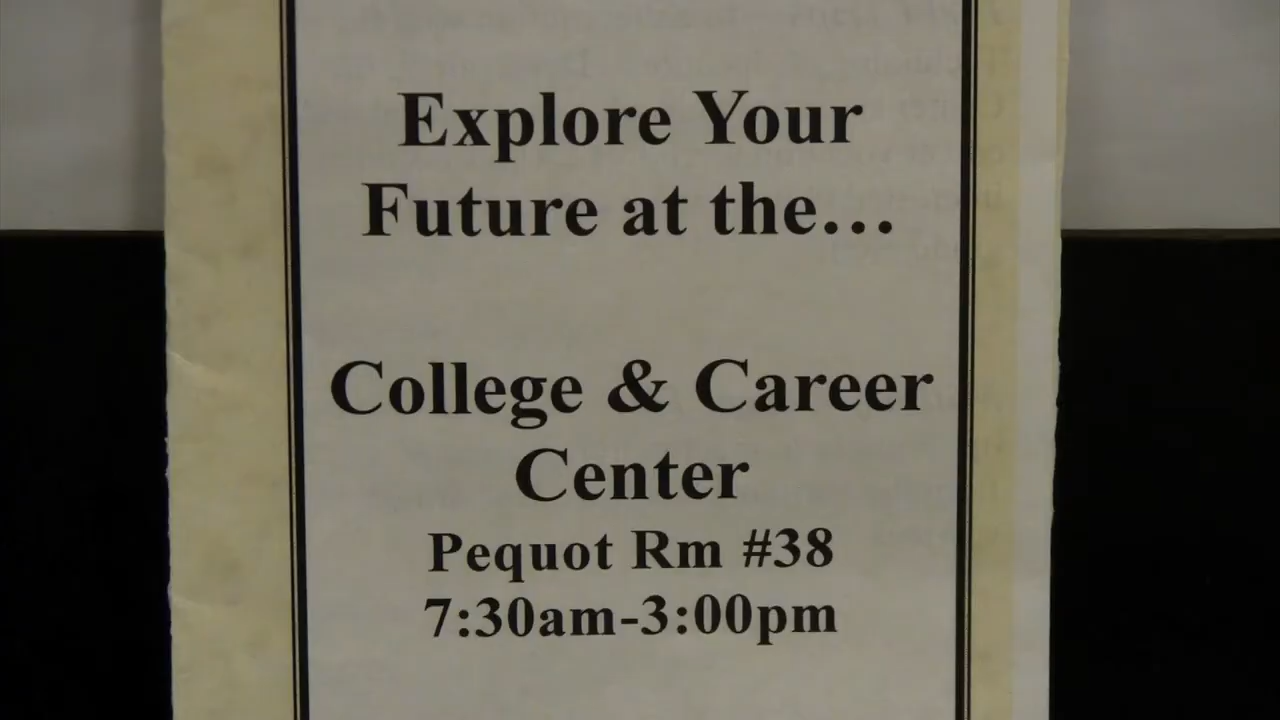 Explore Your
Future at the...
College & Career
Center
Pequot Rm #38
7:30am-3:00pm